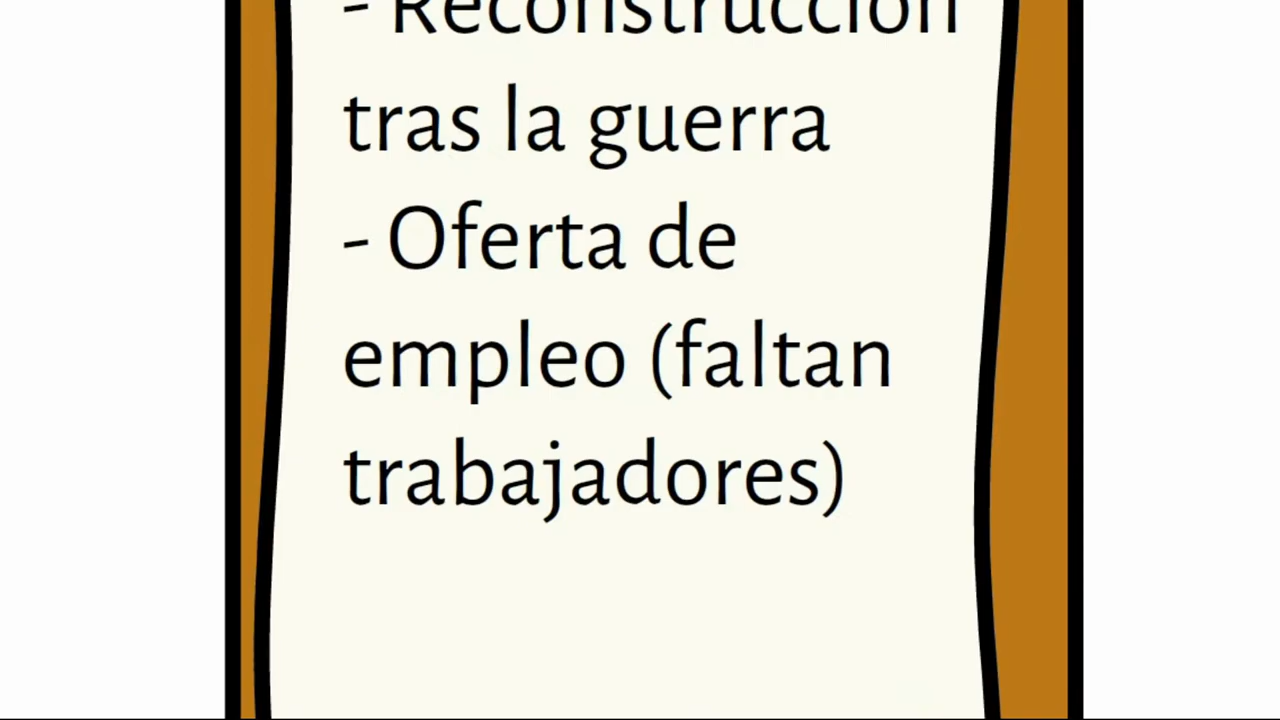 - Reconstrucción
tras la guerra
- Oferta de
empleo (faltan
trabajadores)